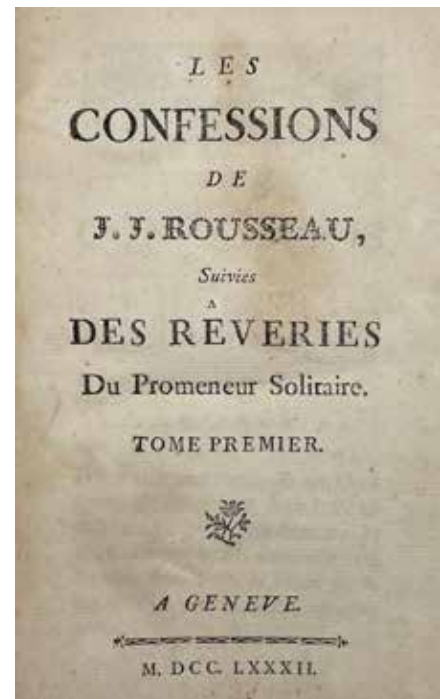 LES
CONFESSIONS
DE
J. J. ROUSSEAU,
Suivies
DES RÊVERIES
Du Promeneur Solitaire.
TOME PREMIER.
A GENEVE.
M. DCC. LXXXII.